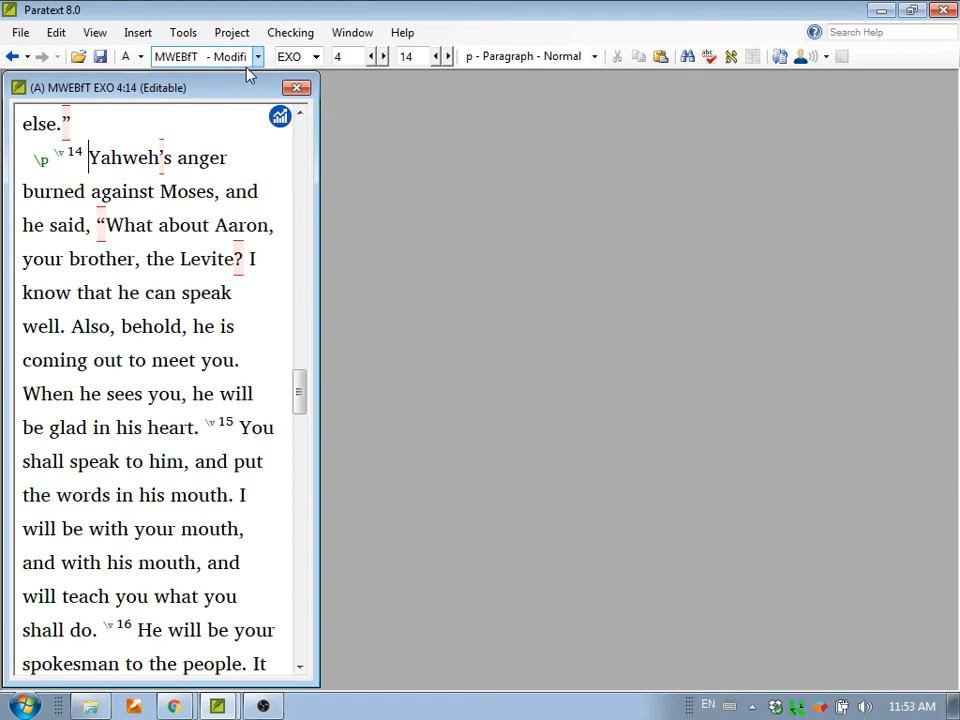 Paratext 8.0
File Edit View Insert Tools Project Checking Window Help Search Help
A MWEBfT - Modifi EXO 4 14 p - Paragraph - Normal
(A) MWEBfT EXO 4:14 (Editable)
else.”
\p \v 14 Yahweh’s anger
burned against Moses, and
he said, “What about Aaron,
your brother, the Levite? I
know that he can speak
well. Also, behold, he is
coming out to meet you.
When he sees you, he will
be glad in his heart. \v 15 You
shall speak to him, and put
the words in his mouth. I
will be with your mouth,
and with his mouth, and
will teach you what you
shall do. \v 16 He will be your
spokesman to the people. It
EN 11:53 AM